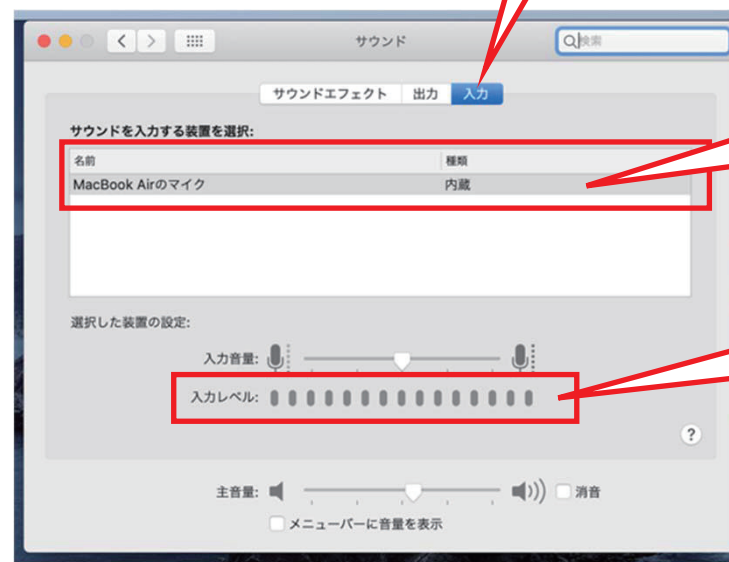 サウンド
検索
サウンドエフェクト 出力 入力
サウンドを入力する装置を選択:
名前 種類
MacBook Airのマイク 内蔵
選択した装置の設定:
入力音量:
入力レベル:
?
主音量: 消音
メニューバーに音量を表示